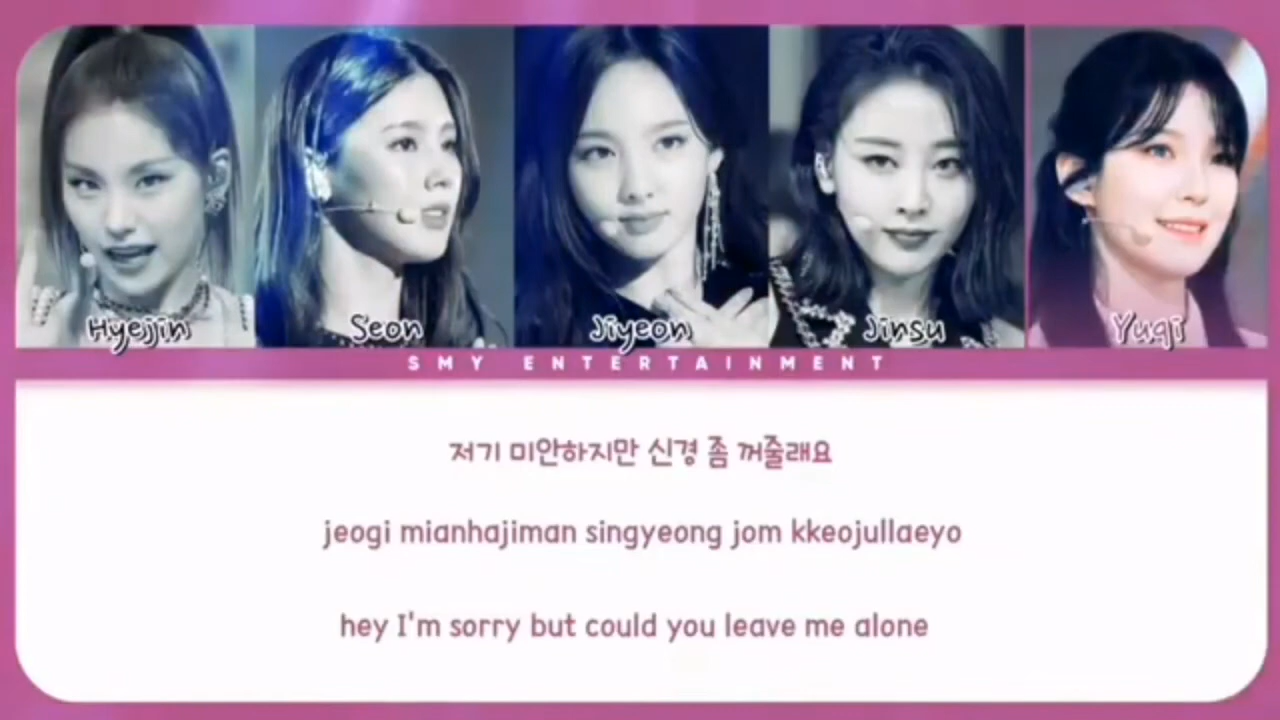 Hyejin
Seon
Jiyeon
Jinsu
Yuqi
SMY ENTERTAINMENT
저기 미안하지만 신경 좀 꺼줄래요
jeogi mianhajiman singyeong jom kkeojullaeyo
hey I'm sorry but could you leave me alone